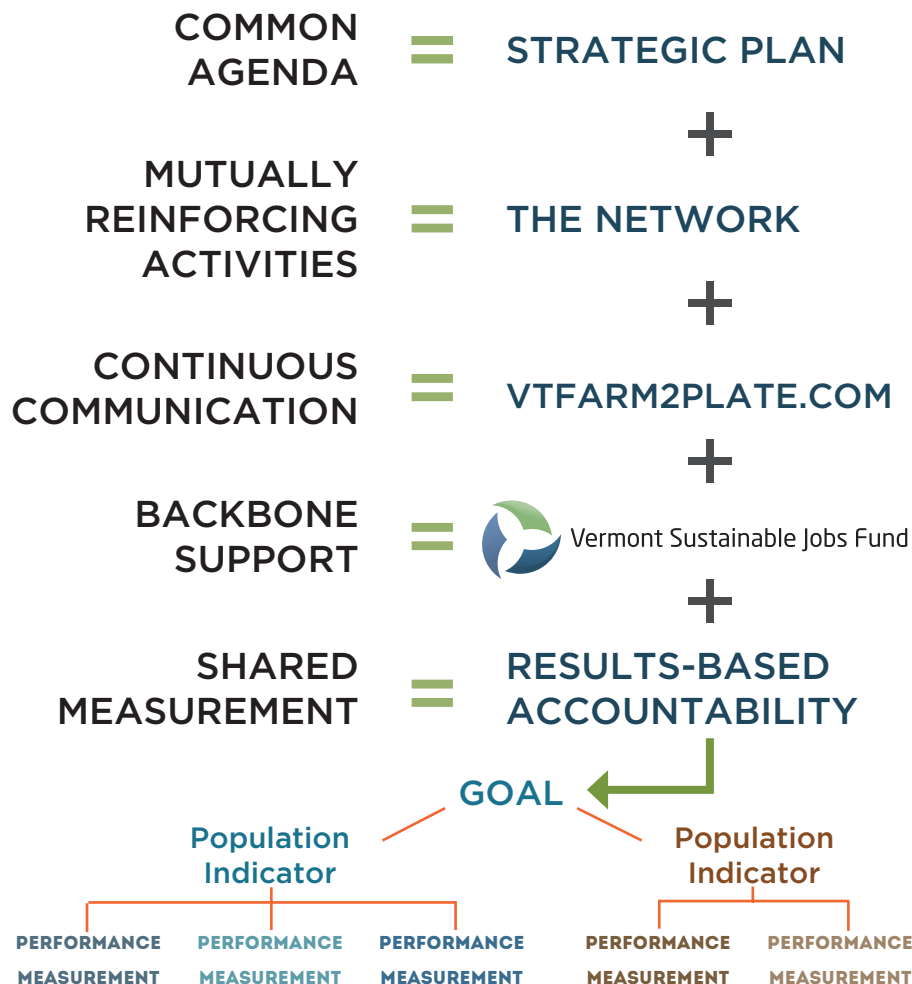 COMMON
AGENDA
=
STRATEGIC PLAN
+
MUTUALLY
REINFORCING
ACTIVITIES
=
THE NETWORK
+
CONTINUOUS
COMMUNICATION
=
VTFARM2PLATE.COM
+
BACKBONE
SUPPORT
=
Vermont Sustainable Jobs Fund
+
SHARED
MEASUREMENT
=
RESULTS-BASED
ACCOUNTABILITY
GOAL
Population
Indicator
Population
Indicator
PERFORMANCE
MEASUREMENT
PERFORMANCE
MEASUREMENT
PERFORMANCE
MEASUREMENT
PERFORMANCE
MEASUREMENT
PERFORMANCE
MEASUREMENT